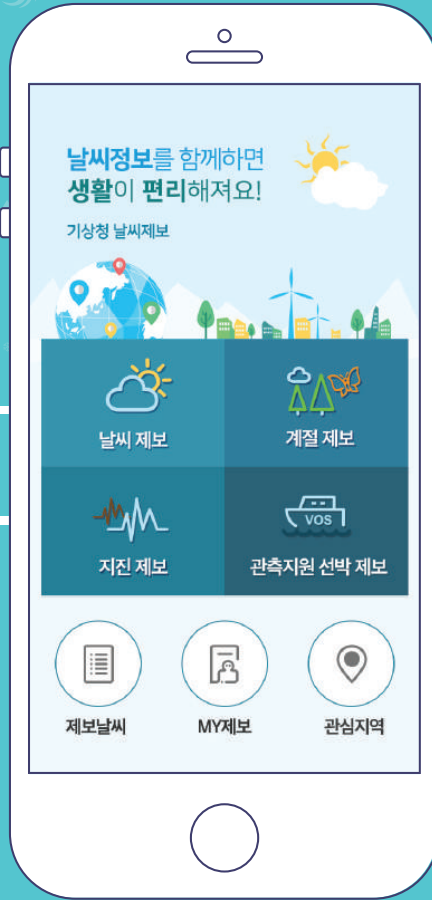 날씨정보를 함께하면
생활이 편리해져요!
기상청 날씨제보
날씨 제보
계절 제보
지진 제보
VOS
관측지원 선박 제보
제보날씨
MY제보
관심지역